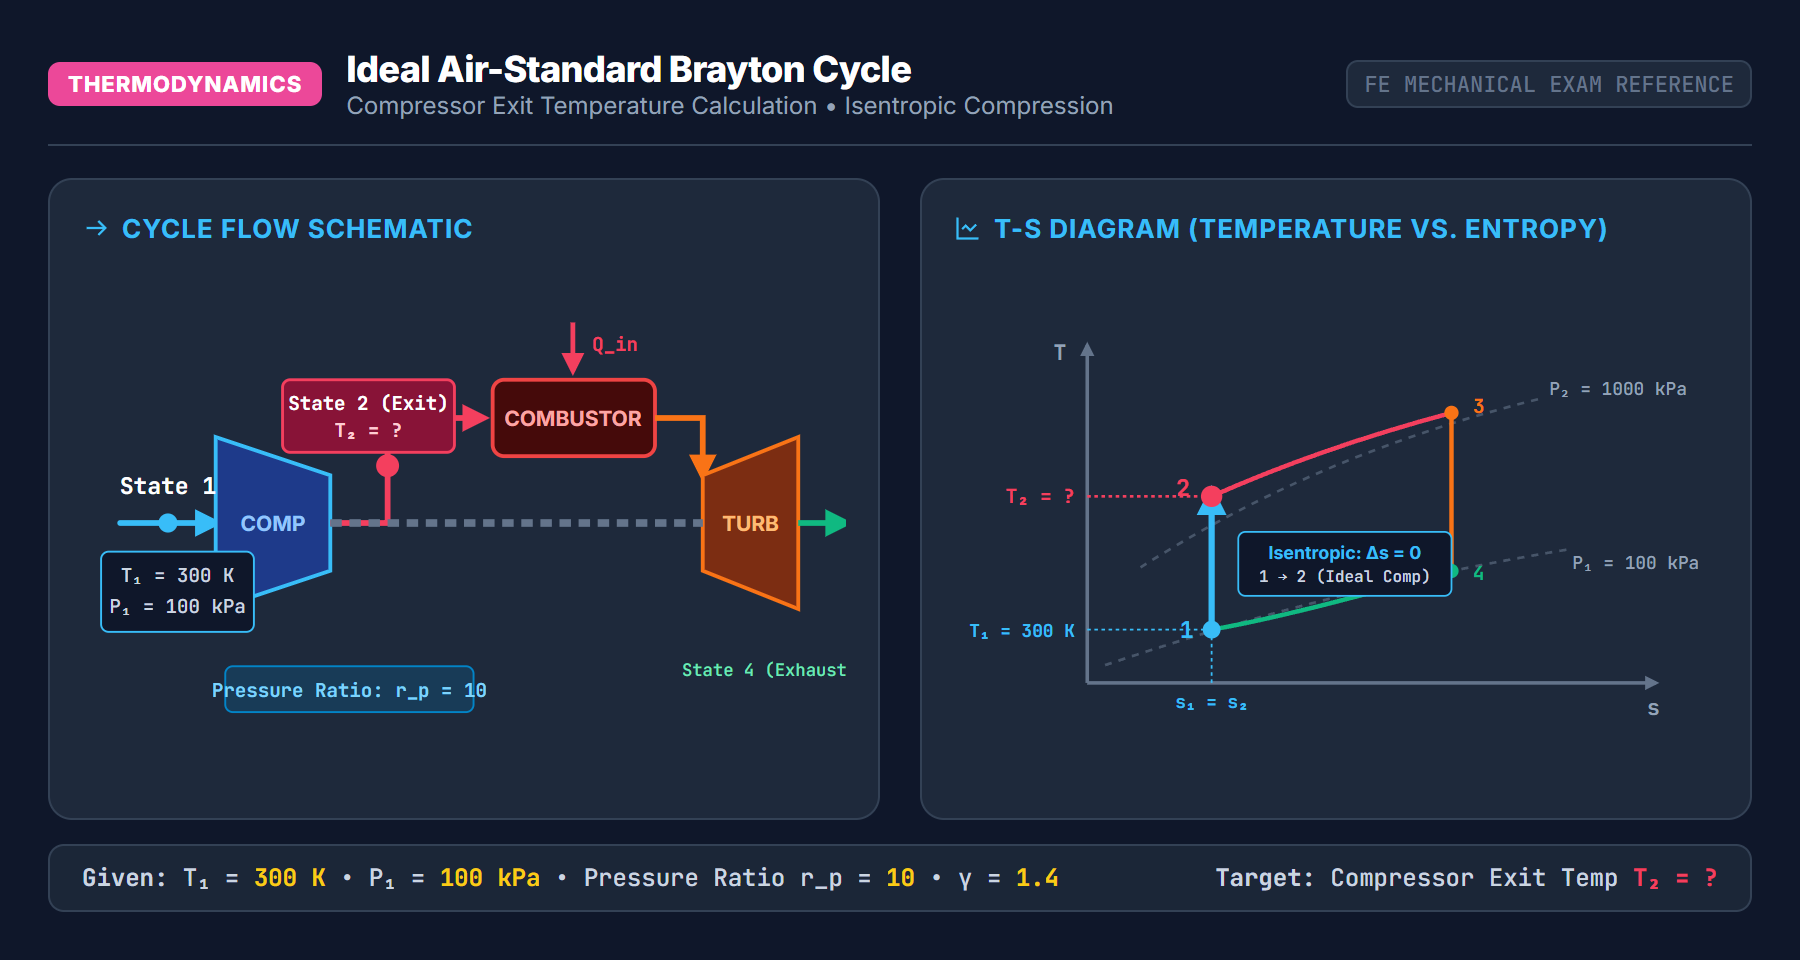 THERMODYNAMICS
Ideal Air-Standard Brayton Cycle
Compressor Exit Temperature Calculation • Isentropic Compression
FE MECHANICAL EXAM REFERENCE
→ CYCLE FLOW SCHEMATIC
Q_in
State 2 (Exit)
T₂ = ?
COMBUSTOR
State 1
COMP
TURB
T₁ = 300 K
P₁ = 100 kPa
State 4 (Exhaust
Pressure Ratio: r_p = 10
T-S DIAGRAM (TEMPERATURE VS. ENTROPY)
T
P₂ = 1000 kPa
3
2
T₂ = ?
Isentropic: Δs = 0
1 → 2 (Ideal Comp)
P₁ = 100 kPa
4
T₁ = 300 K
1
s₁ = s₂
s
Given: T₁ = 300 K • P₁ = 100 kPa • Pressure Ratio r_p = 10 • γ = 1.4
Target: Compressor Exit Temp T₂ = ?